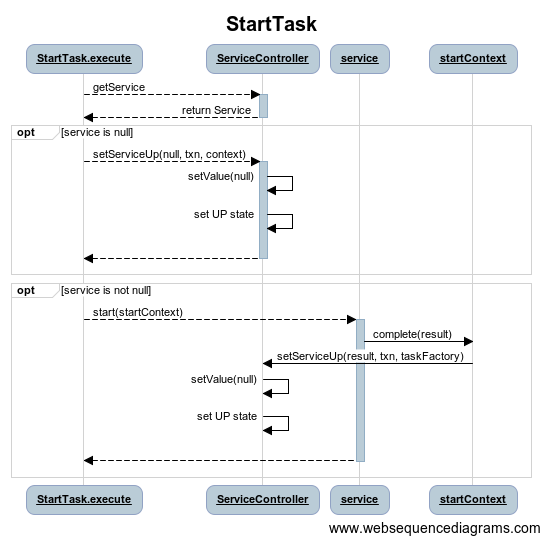 StartTask
StartTask.execute ServiceController service startContext
getService
return Service
opt [service is null]
setServiceUp(null, txn, context)
setValue(null)
set UP state
opt [service is not null]
start(startContext)
complete(result)
setServiceUp(result, txn, taskFactory)
setValue(null)
set UP state
StartTask.execute ServiceController service startContext
www.websequencediagrams.com